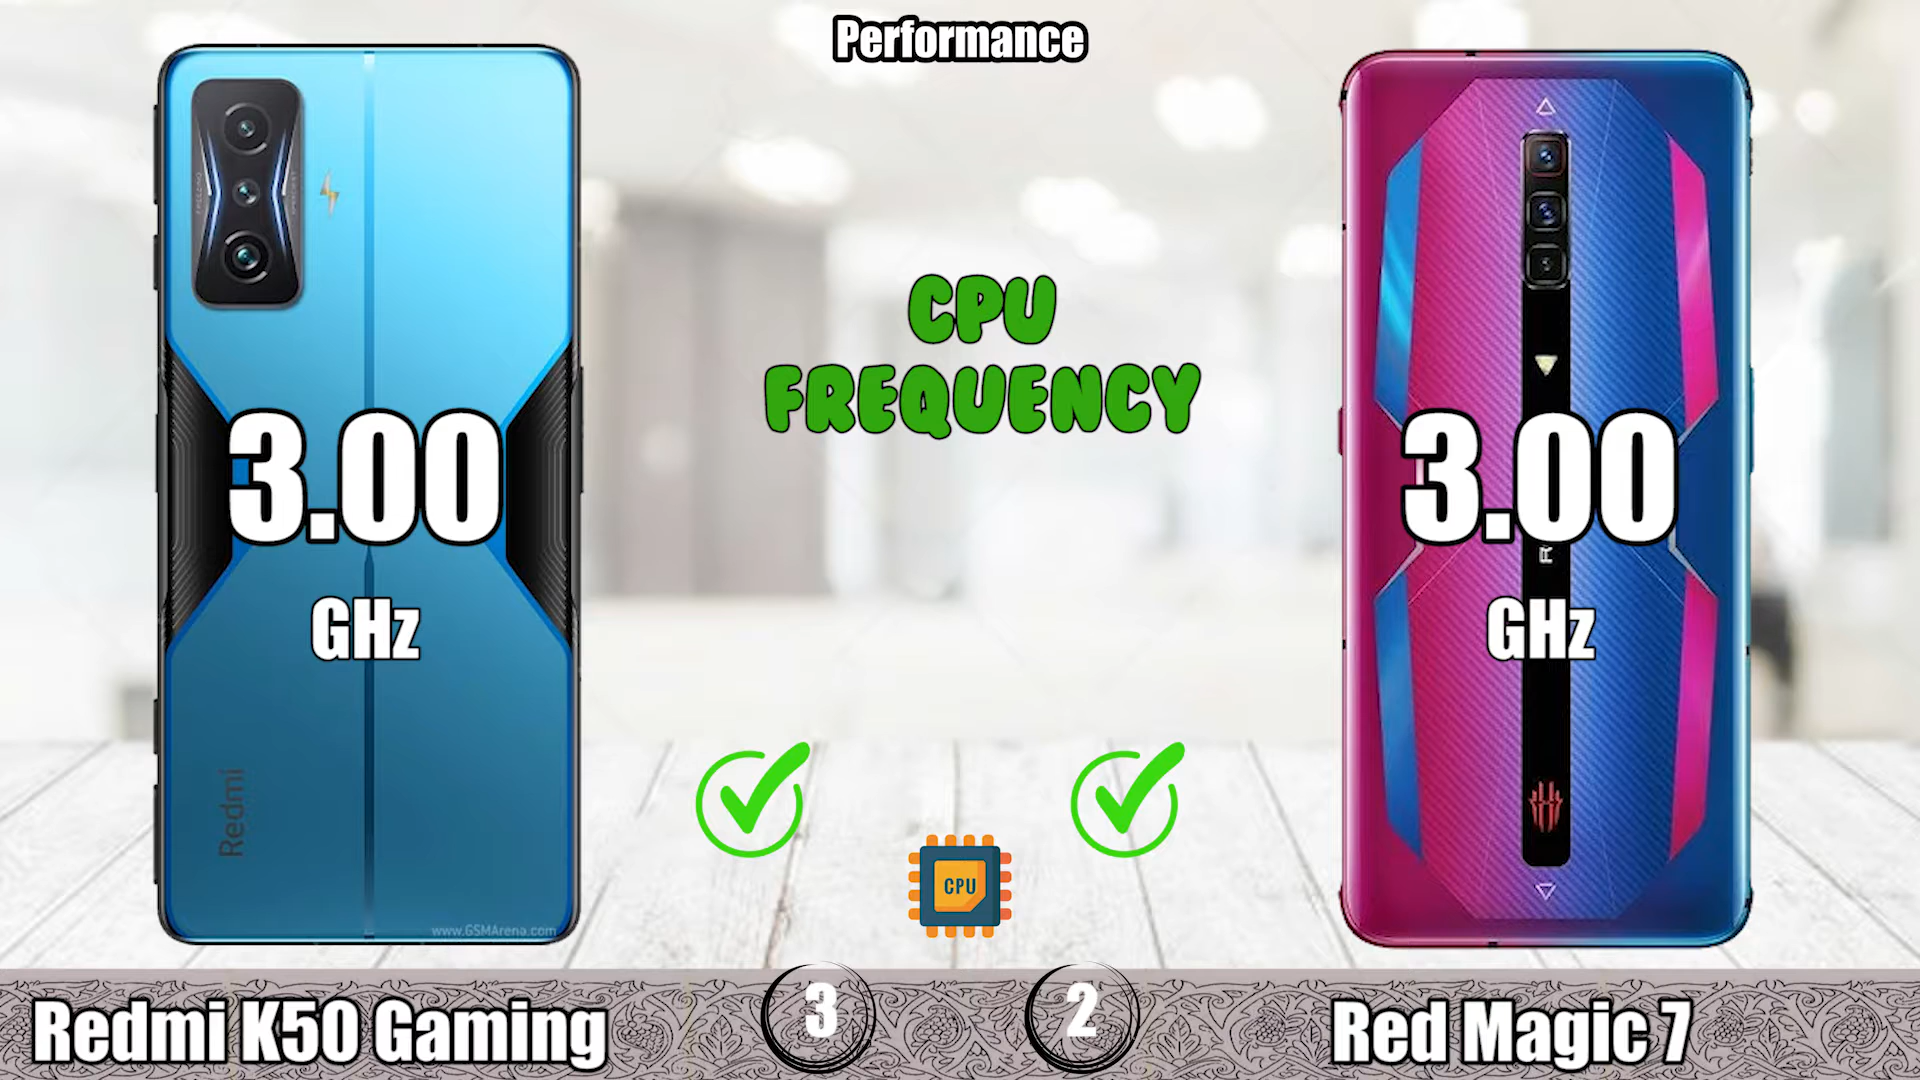 Performance
CPU
FREQUENCY
3.00
GHz
3.00
GHz
R
Redmi
www.GSMArena.com
CPU
Redmi K50 Gaming
3
2
Red Magic 7